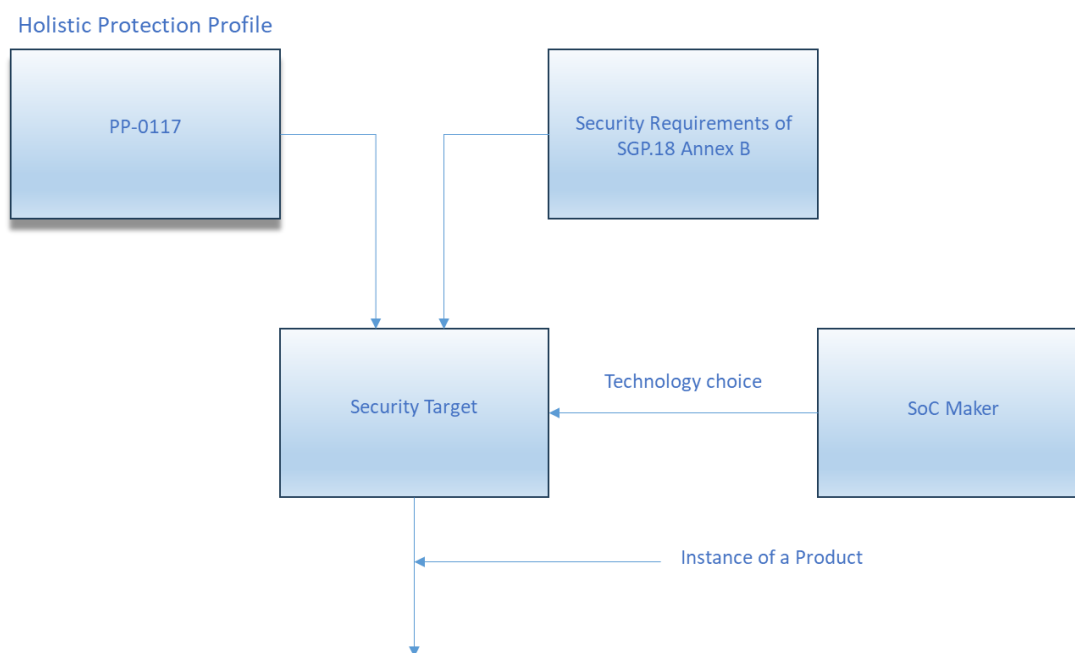 Holistic Protection Profile
PP-0117
Security Requirements of
SGP.18 Annex B
Technology choice
Security Target
SoC Maker
Instance of a Product